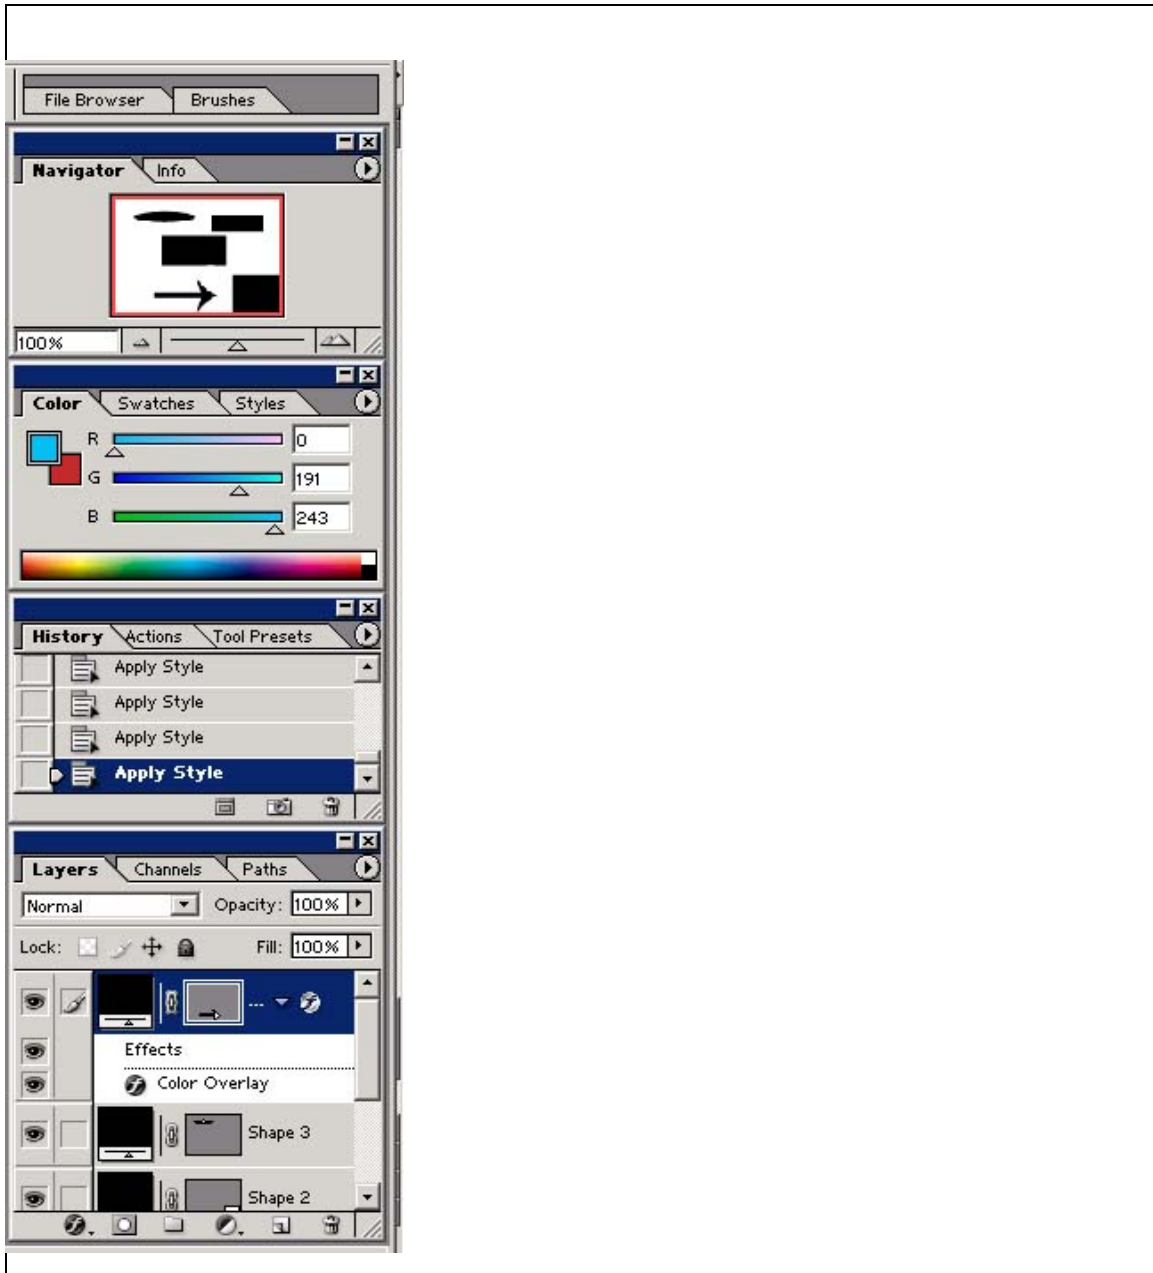 File Browser Brushes
Navigator Info
100%
Color Swatches Styles
R 0
G 191
B 243
History Actions Tool Presets
Apply Style
Apply Style
Apply Style
Apply Style
Layers Channels Paths
Normal Opacity: 100%
Lock: Fill: 100%
...
Effects
Color Overlay
Shape 3
Shape 2